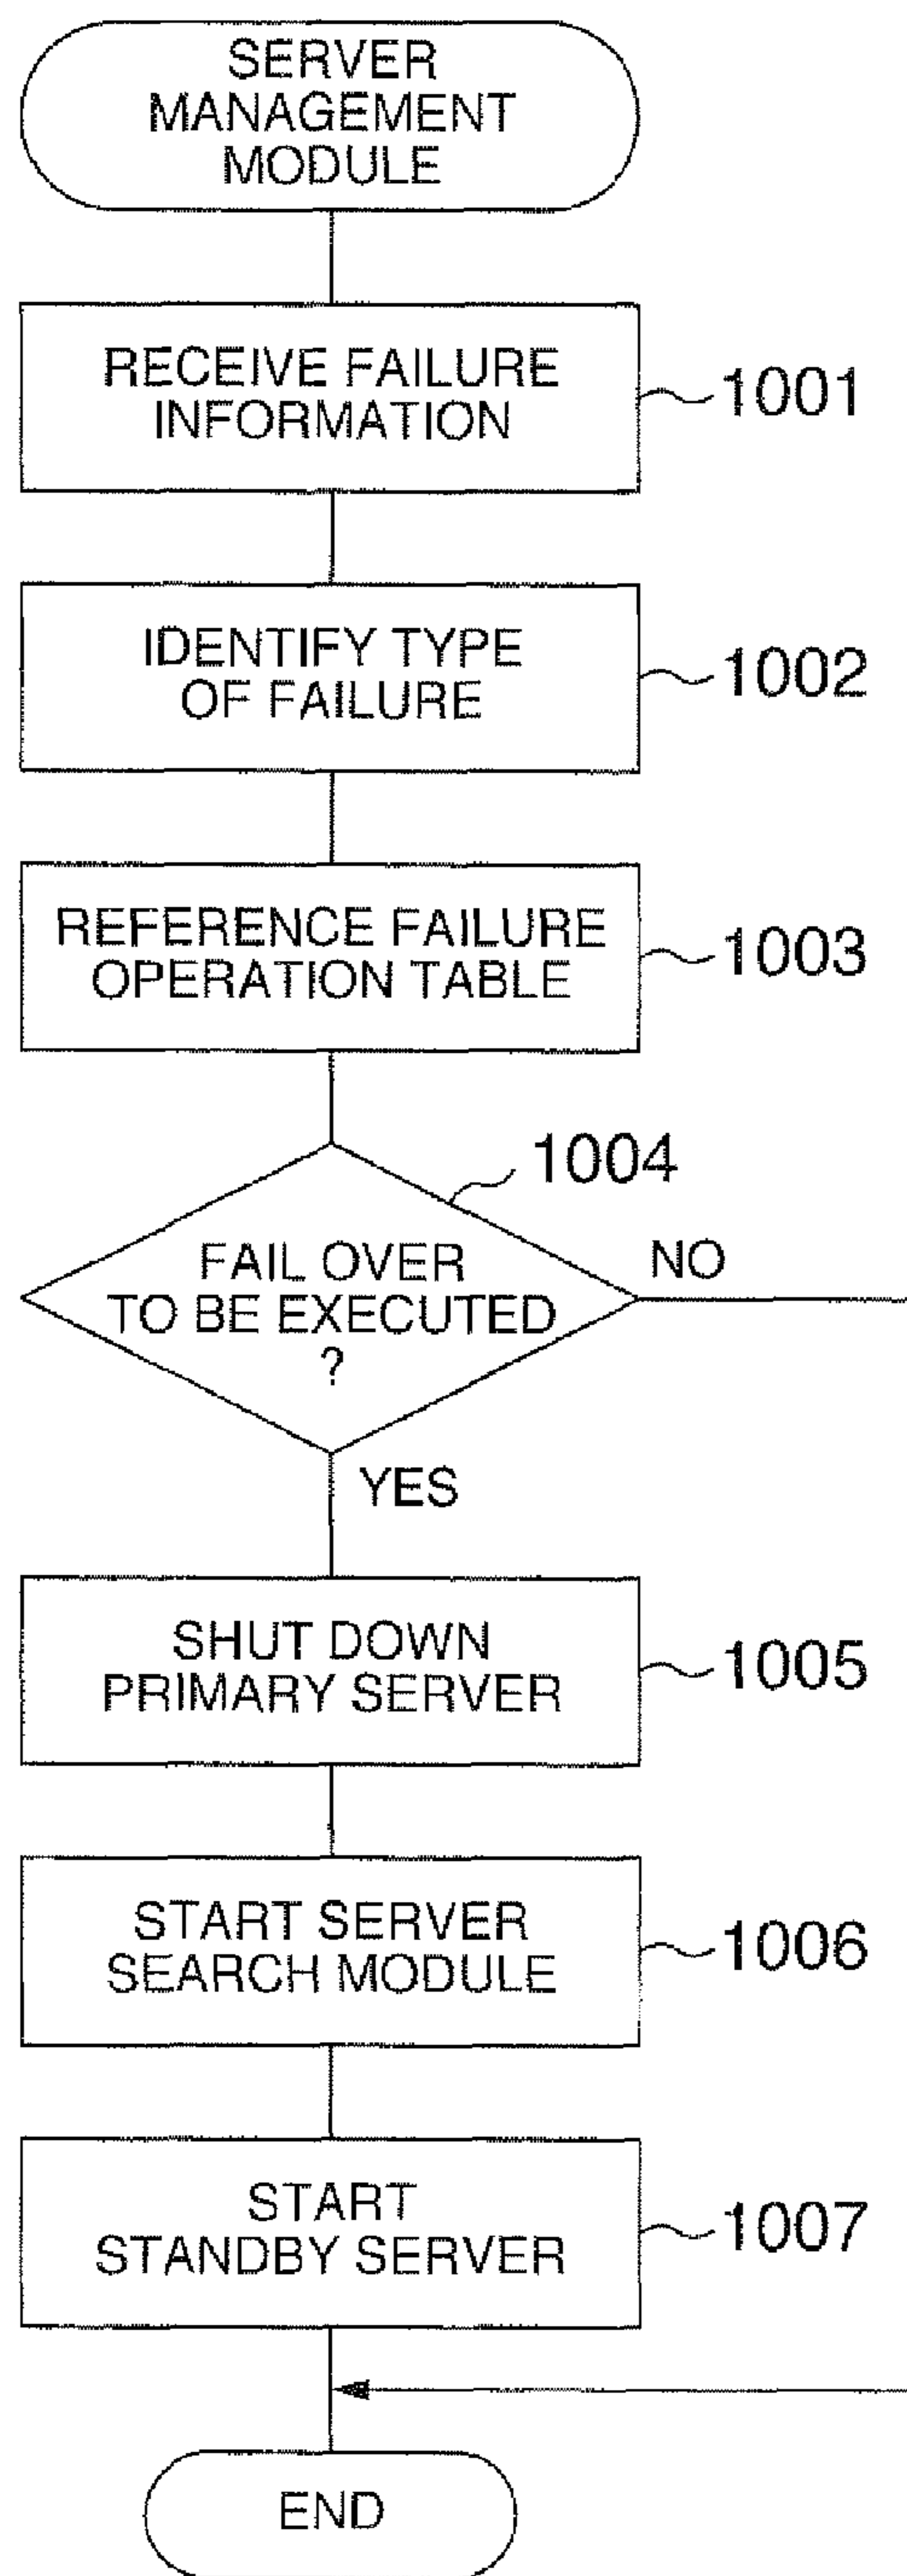 SERVER
MANAGEMENT
MODULE
RECEIVE FAILURE
INFORMATION
1001
IDENTIFY TYPE
OF FAILURE
1002
REFERENCE FAILURE
OPERATION TABLE
1003
1004
FAIL OVER
TO BE EXECUTED
?
NO
YES
SHUT DOWN
PRIMARY SERVER
1005
START SERVER
SEARCH MODULE
1006
START
STANDBY SERVER
1007
END